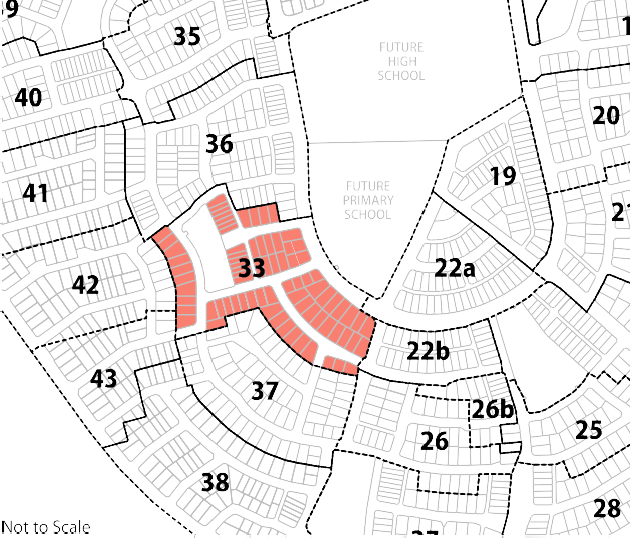 9
35
FUTURE
HIGH
SCHOOL
1
40
20
36
19
41
FUTURE
PRIMARY
SCHOOL
21
33
22a
42
22b
43
37
26b
26
25
38
28
Not to Scale